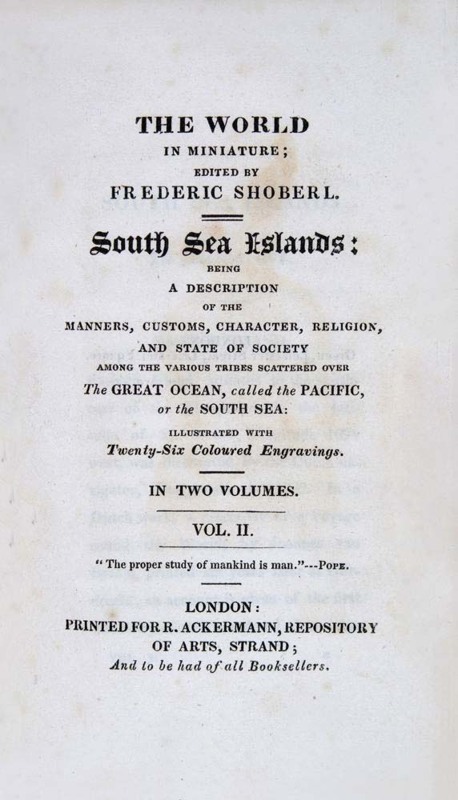 THE WORLD
IN MINIATURE;
EDITED BY
FREDERIC SHOBERL.
South Sea Islands:
BEING
A DESCRIPTION
OF THE
MANNERS, CUSTOMS, CHARACTER, RELIGION,
AND STATE OF SOCIETY
AMONG THE VARIOUS TRIBES SCATTERED OVER
The GREAT OCEAN, called the PACIFIC,
or the SOUTH SEA:
ILLUSTRATED WITH
Twenty-Six Coloured Engravings.
IN TWO VOLUMES.
VOL. II.
“ The proper study of mankind is man.”---POPE.
LONDON:
PRINTED FOR R. ACKERMANN, REPOSITORY
OF ARTS, STRAND;
And to be had of all Booksellers.